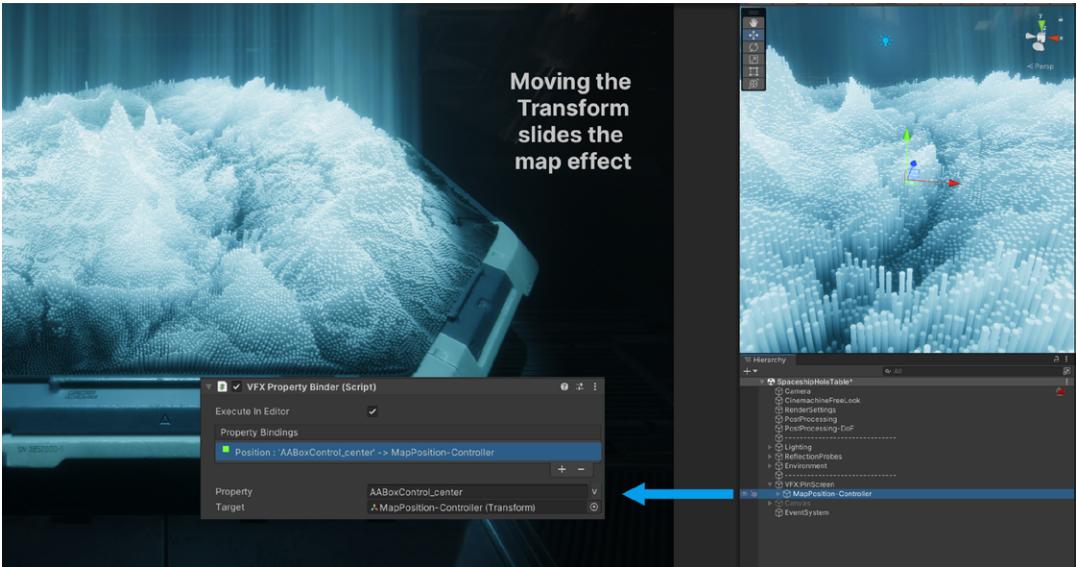 Moving the
Transform
slides the
map effect
Persp
VFX Property Binder (Script)
Execute In Editor
Property Bindings
Position : 'AABoxControl_center' -> MapPosition-Controller
+ −
Property AABoxControl_center
Target MapPosition-Controller (Transform)
Hierarchy
All
SpaceshipHoloTable*
Camera
CinemachineFreeLook
RenderSettings
PostProcessing
PostProcessing-DoF
--------------------------------
Lighting
ReflectionProbes
Environment
--------------------------------
VFX:PinScreen
MapPosition-Controller
Canvas
EventSystem